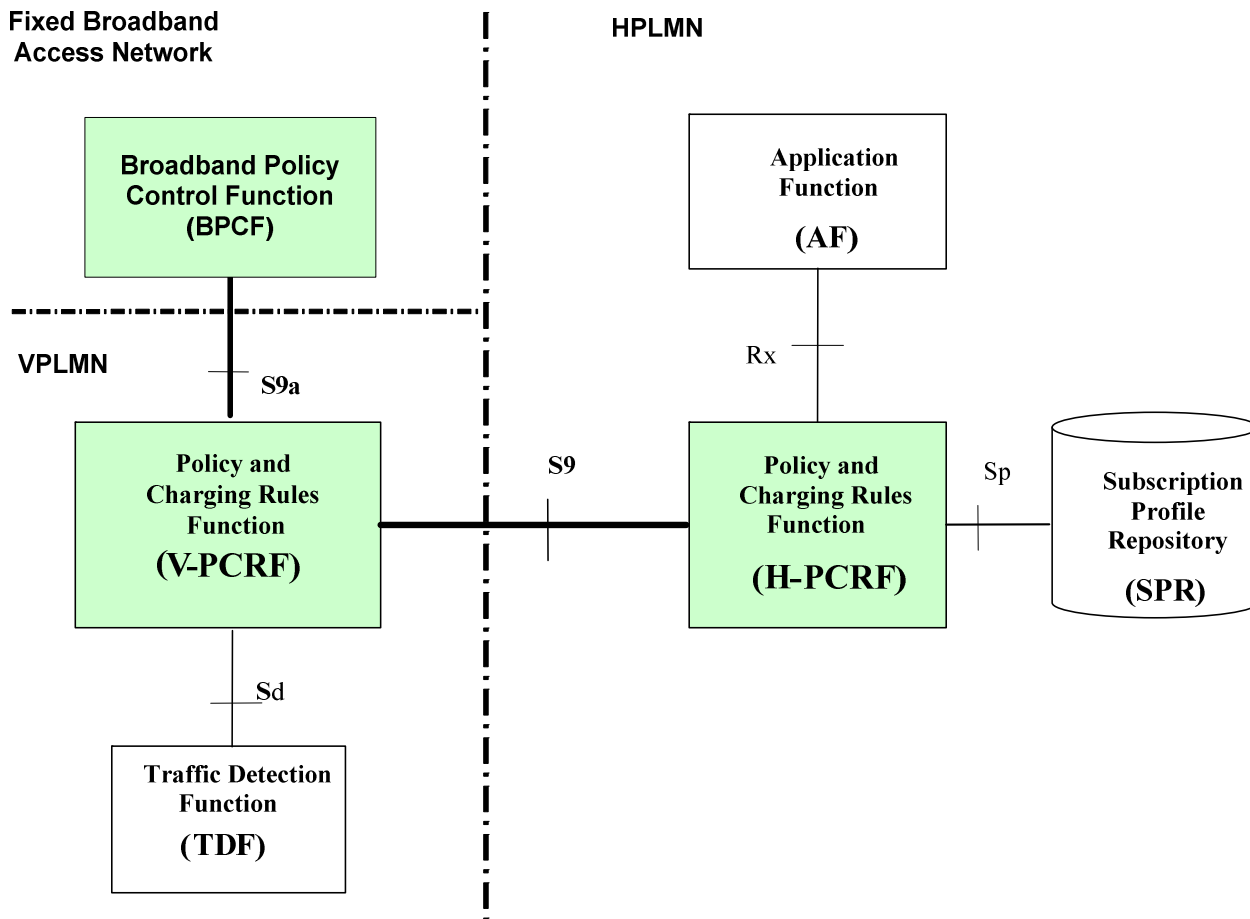 Fixed Broadband
Access Network
HPLMN
Broadband Policy
Control Function
(BPCF)
Application
Function
(AF)
VPLMN
S9a
Rx
Policy and
Charging Rules
Function
(V-PCRF)
S9
Policy and
Charging Rules
Function
(H-PCRF)
Sp
Subscription
Profile
Repository
(SPR)
Sd
Traffic Detection
Function
(TDF)